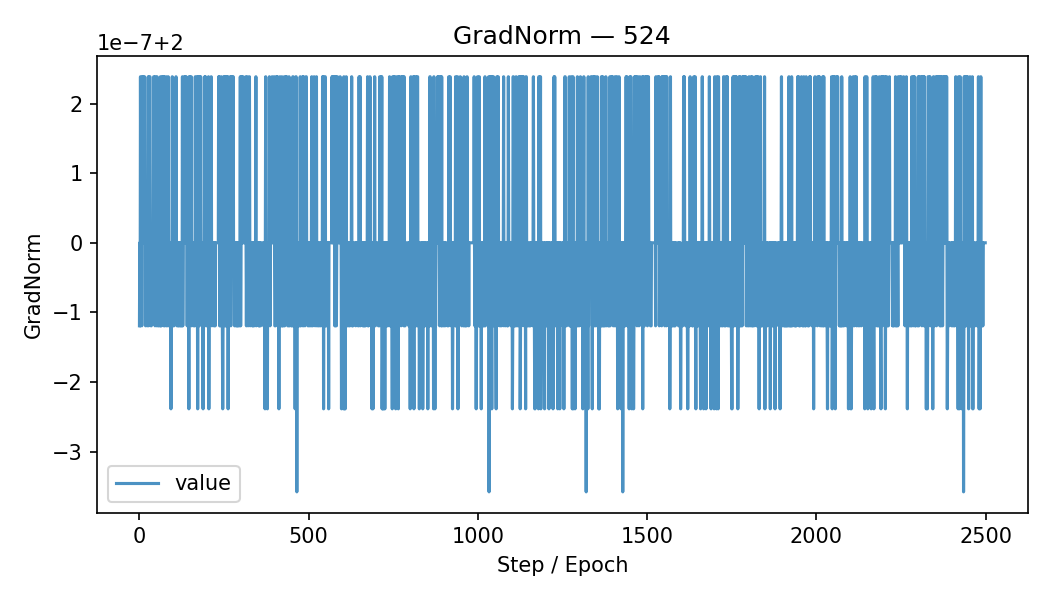 GradNorm — 524
1e−7+2
2
1
0
−1
−2
−3
GradNorm
value
0 500 1000 1500 2000 2500
Step / Epoch